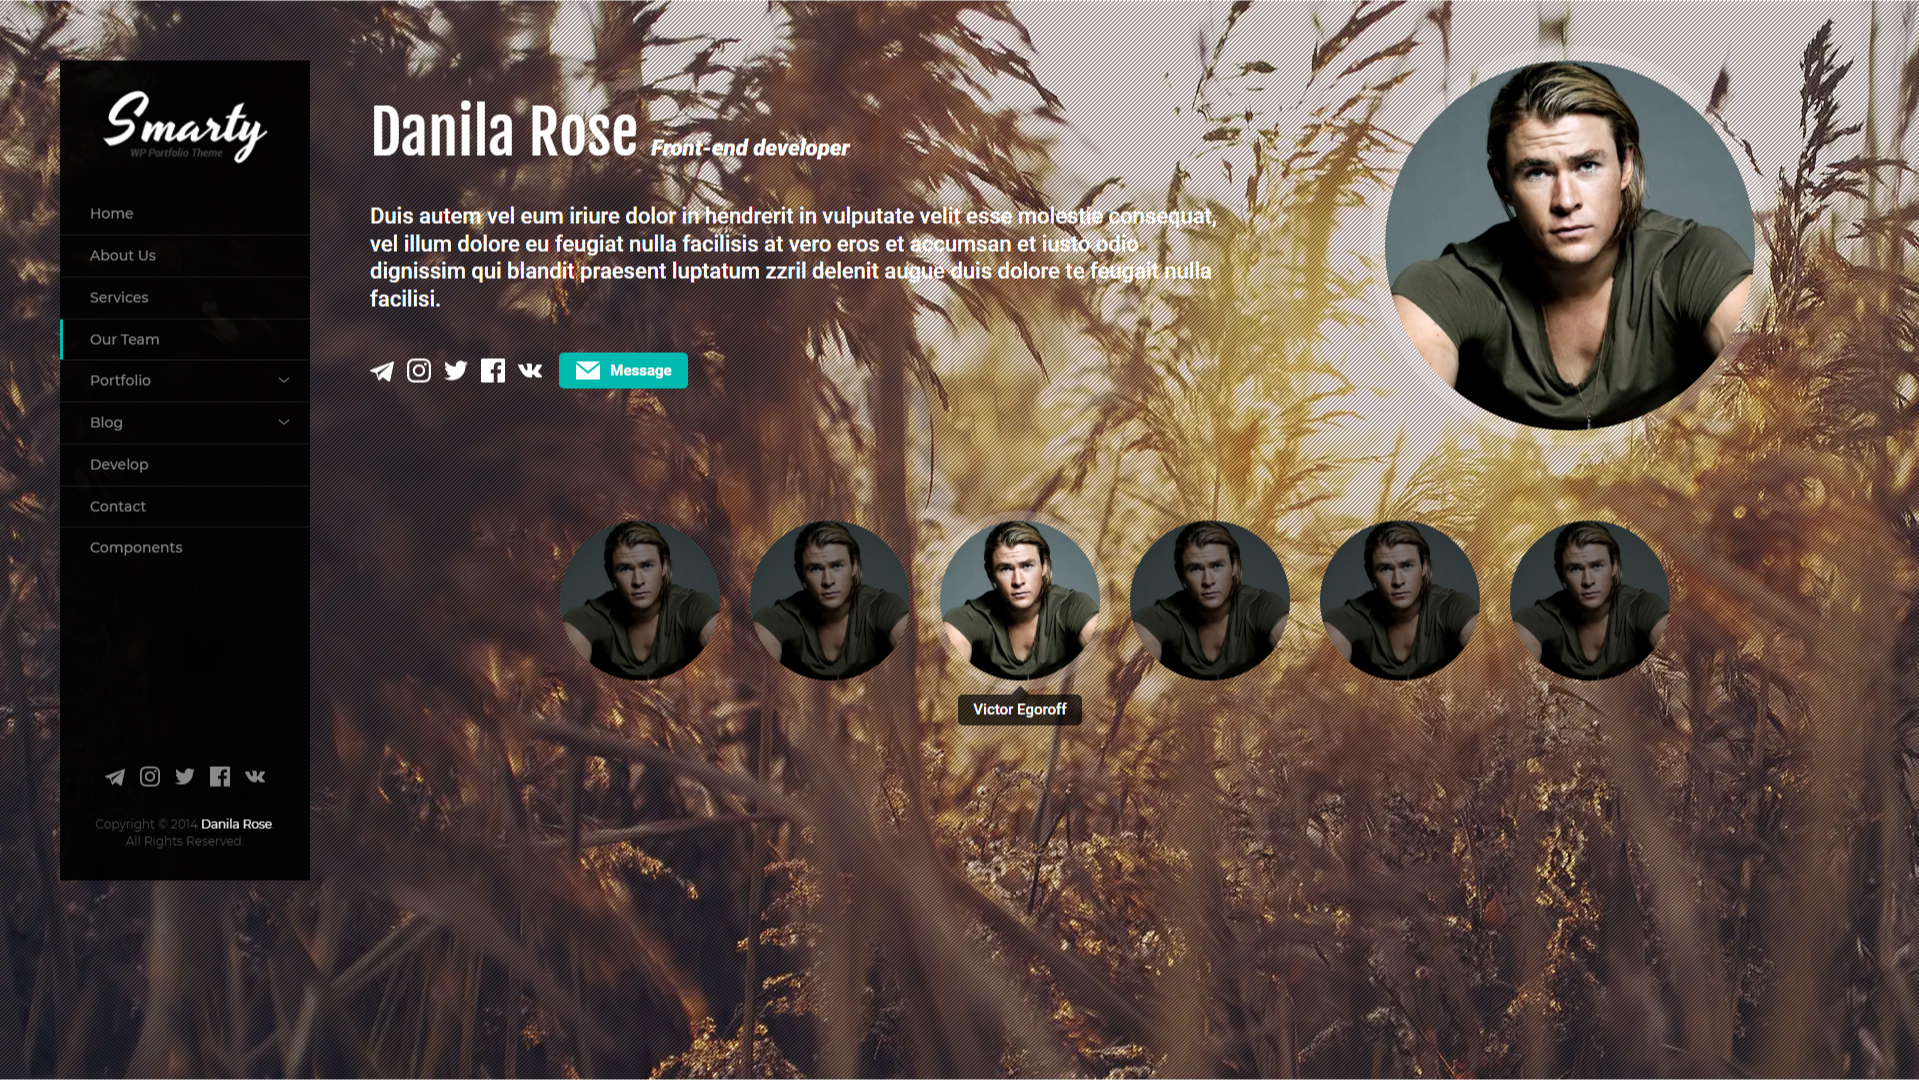 Smarty
WP Portfolio Theme
Home
About Us
Services
Our Team
Portfolio
Blog
Develop
Contact
Components
Copyright © 2014 Danila Rose
All Rights Reserved.
Danila Rose Front-end developer
Duis autem vel eum iriure dolor in hendrerit in vulputate velit esse molestie consequat,
vel illum dolore eu feugiat nulla facilisis at vero eros et accumsan et iusto odio
dignissim qui blandit praesent luptatum zzril delenit augue duis dolore te feugait nulla
facilisi.
Message
Victor Egoroff